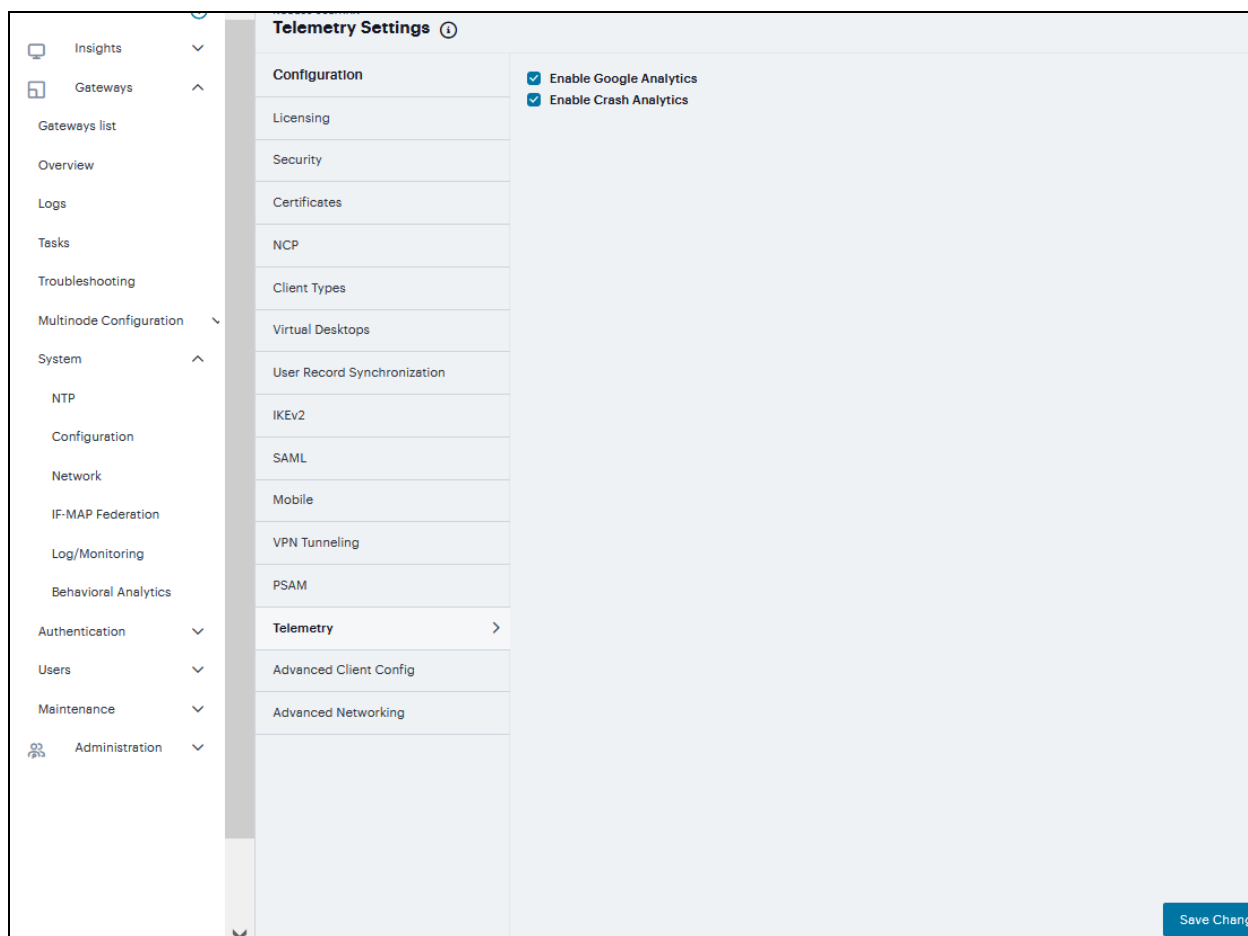 Telemetry Settings
Insights
Gateways
Gateways list
Overview
Logs
Tasks
Troubleshooting
Multinode Configuration
System
NTP
Configuration
Network
IF-MAP Federation
Log/Monitoring
Behavioral Analytics
Authentication
Users
Maintenance
Administration
Configuration
Licensing
Security
Certificates
NCP
Client Types
Virtual Desktops
User Record Synchronization
IKEv2
SAML
Mobile
VPN Tunneling
PSAM
Telemetry
Advanced Client Config
Advanced Networking
Enable Google Analytics
Enable Crash Analytics
Save Chang